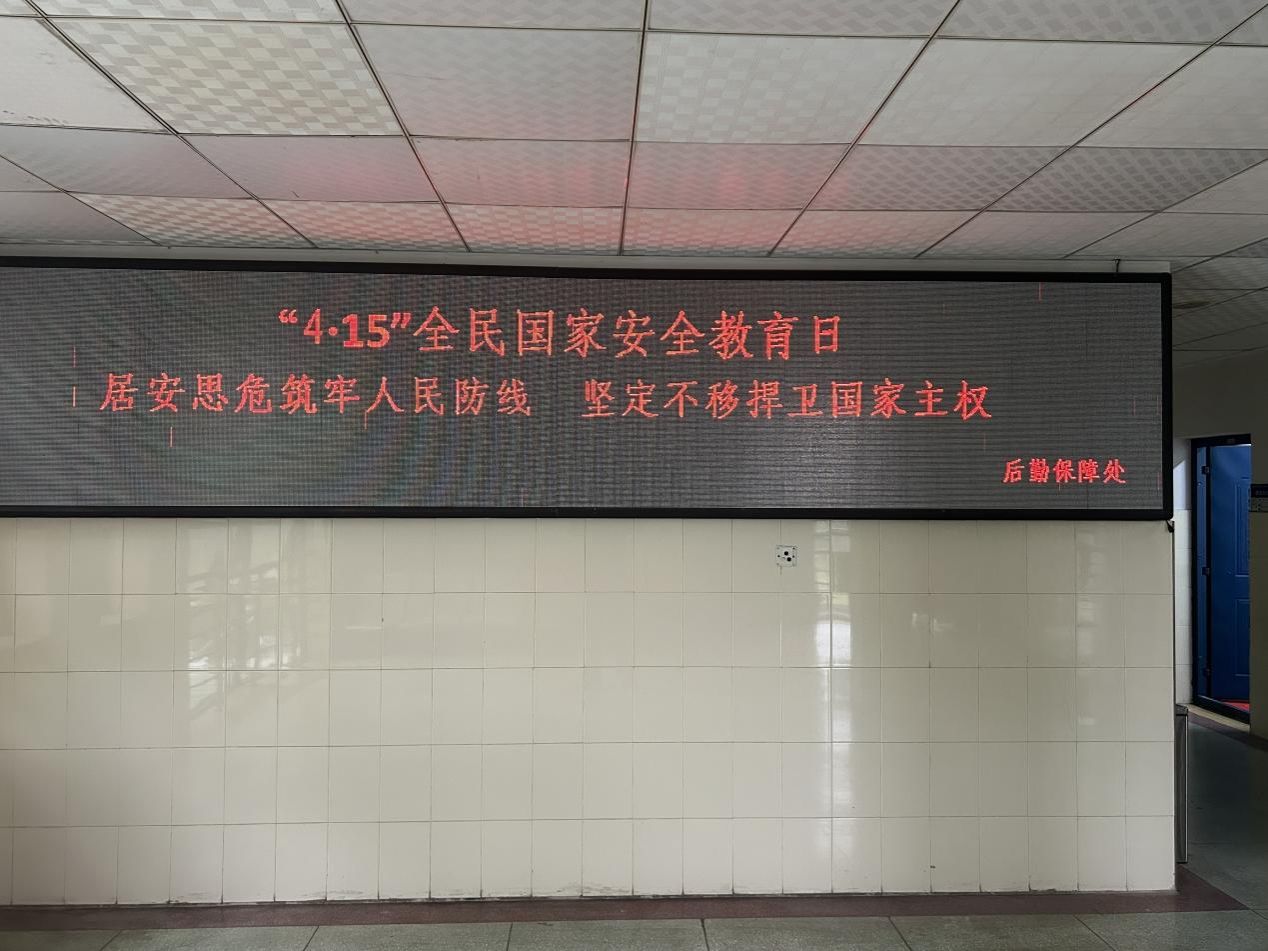 “4·15”全民国家安全教育日
居安思危筑牢人民防线 坚定不移捍卫国家主权
后勤保障处